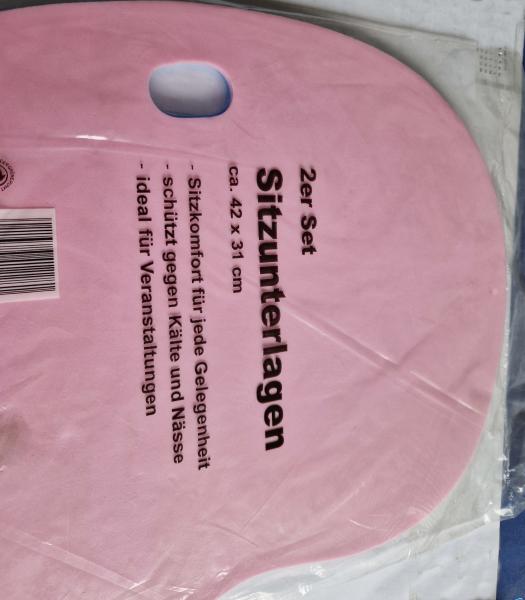 2er Set
Sitzunterlagen
ca. 42 x 31 cm
- Sitzkomfort für jede Gelegenheit
- schützt gegen Kälte und Nässe
- ideal für Veranstaltungen